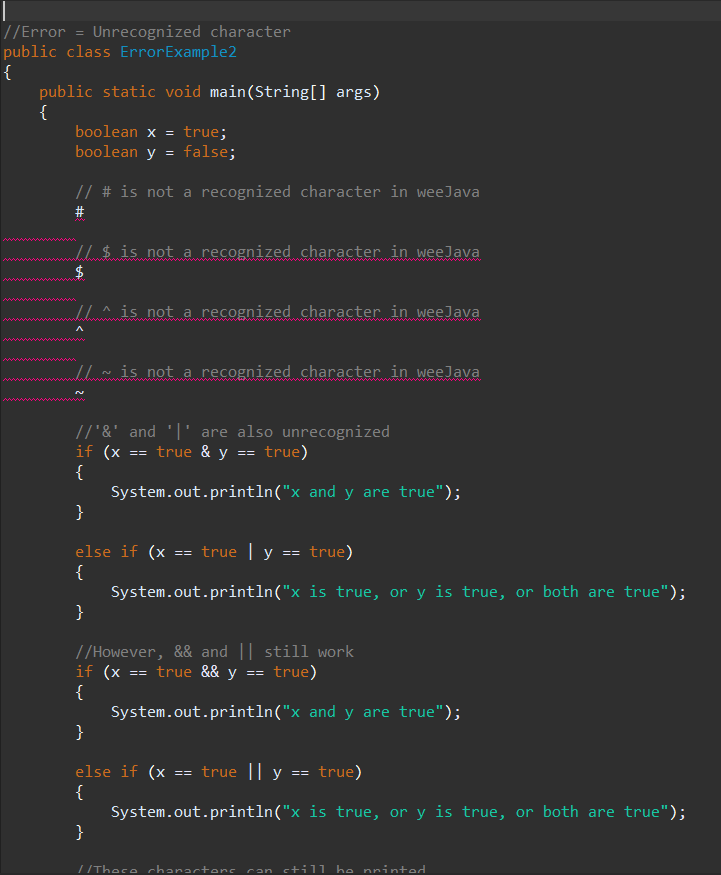 //Error = Unrecognized character
public class ErrorExample2
{
    public static void main(String[] args)
    {
        boolean x = true;
        boolean y = false;

        // # is not a recognized character in weeJava
        #

        // $ is not a recognized character in weeJava
        $

        // ^ is not a recognized character in weeJava
        ^

        // ~ is not a recognized character in weeJava
        ~

        //'&' and '|' are also unrecognized
        if (x == true & y == true)
        {
            System.out.println("x and y are true");
        }

        else if (x == true | y == true)
        {
            System.out.println("x is true, or y is true, or both are true");
        }

        //However, && and || still work
        if (x == true && y == true)
        {
            System.out.println("x and y are true");
        }

        else if (x == true || y == true)
        {
            System.out.println("x is true, or y is true, or both are true");
        }

        //These characters can still be printed